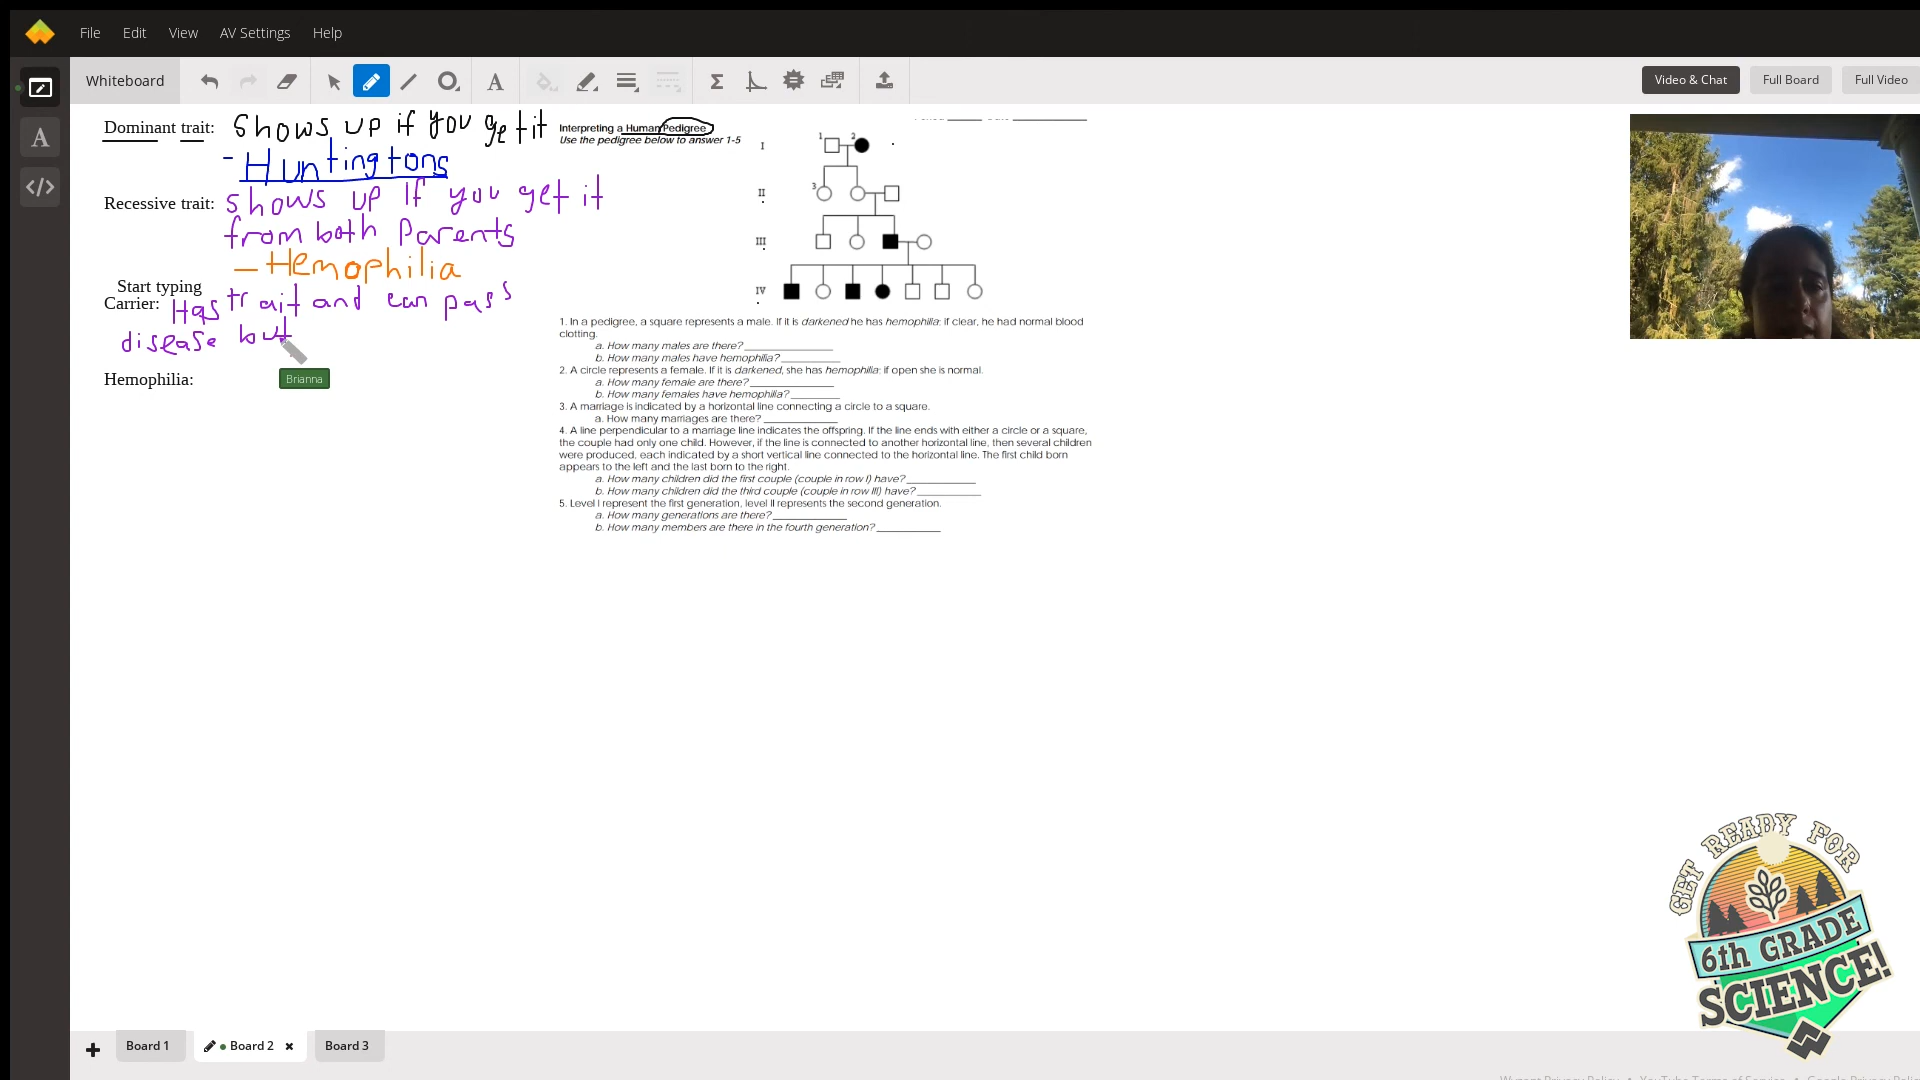 File Edit View AV Settings Help
Whiteboard
A
Video & Chat Full Board Full Video
Dominant trait: Shows up if you get it
- Huntingtons
Recessive trait: Shows up if you get it
from both Parents
- Hemophilia
Start typing
Carrier: Has trait and can pass
disease but
Brianna
Hemophilia:
Interpreting a Human Pedigree
Use the pedigree below to answer 1-5
1 2
I
3
II
III
IV
1. In a pedigree, a square represents a male. If it is darkened he has hemophilia; if clear, he had normal blood
clotting.
a. How many males are there?
b. How many males have hemophilia?
2. A circle represents a female. If it is darkened, she has hemophilia; if open she is normal.
a. How many female are there?
b. How many females have hemophilia?
3. A marriage is indicated by a horizontal line connecting a circle to a square.
a. How many marriages are there?
4. A line perpendicular to a marriage line indicates the offspring. If the line ends with either a circle or a square,
the couple had only one child. However, if the line is connected to another horizontal line, then several children
were produced, each indicated by a short vertical line connected to the horizontal line. The first child born
appears to the left and the last born to the right.
a. How many children did the first couple (couple in row I) have?
b. How many children did the third couple (couple in row III) have?
5. Level I represent the first generation, level II represents the second generation.
a. How many generations are there?
b. How many members are there in the fourth generation?
GET READY FOR
6th GRADE
SCIENCE!
Board 1 Board 2 Board 3